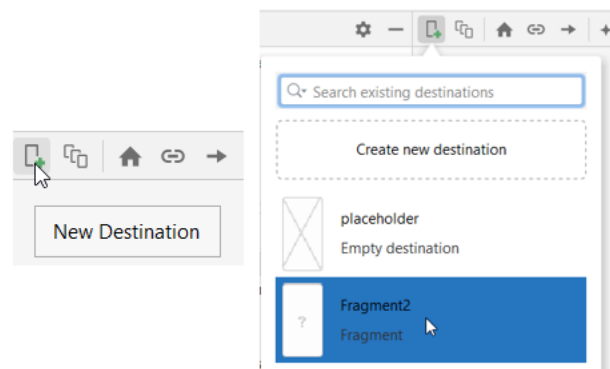 New Destination
Search existing destinations
Create new destination
placeholder
Empty destination
?
Fragment2
Fragment